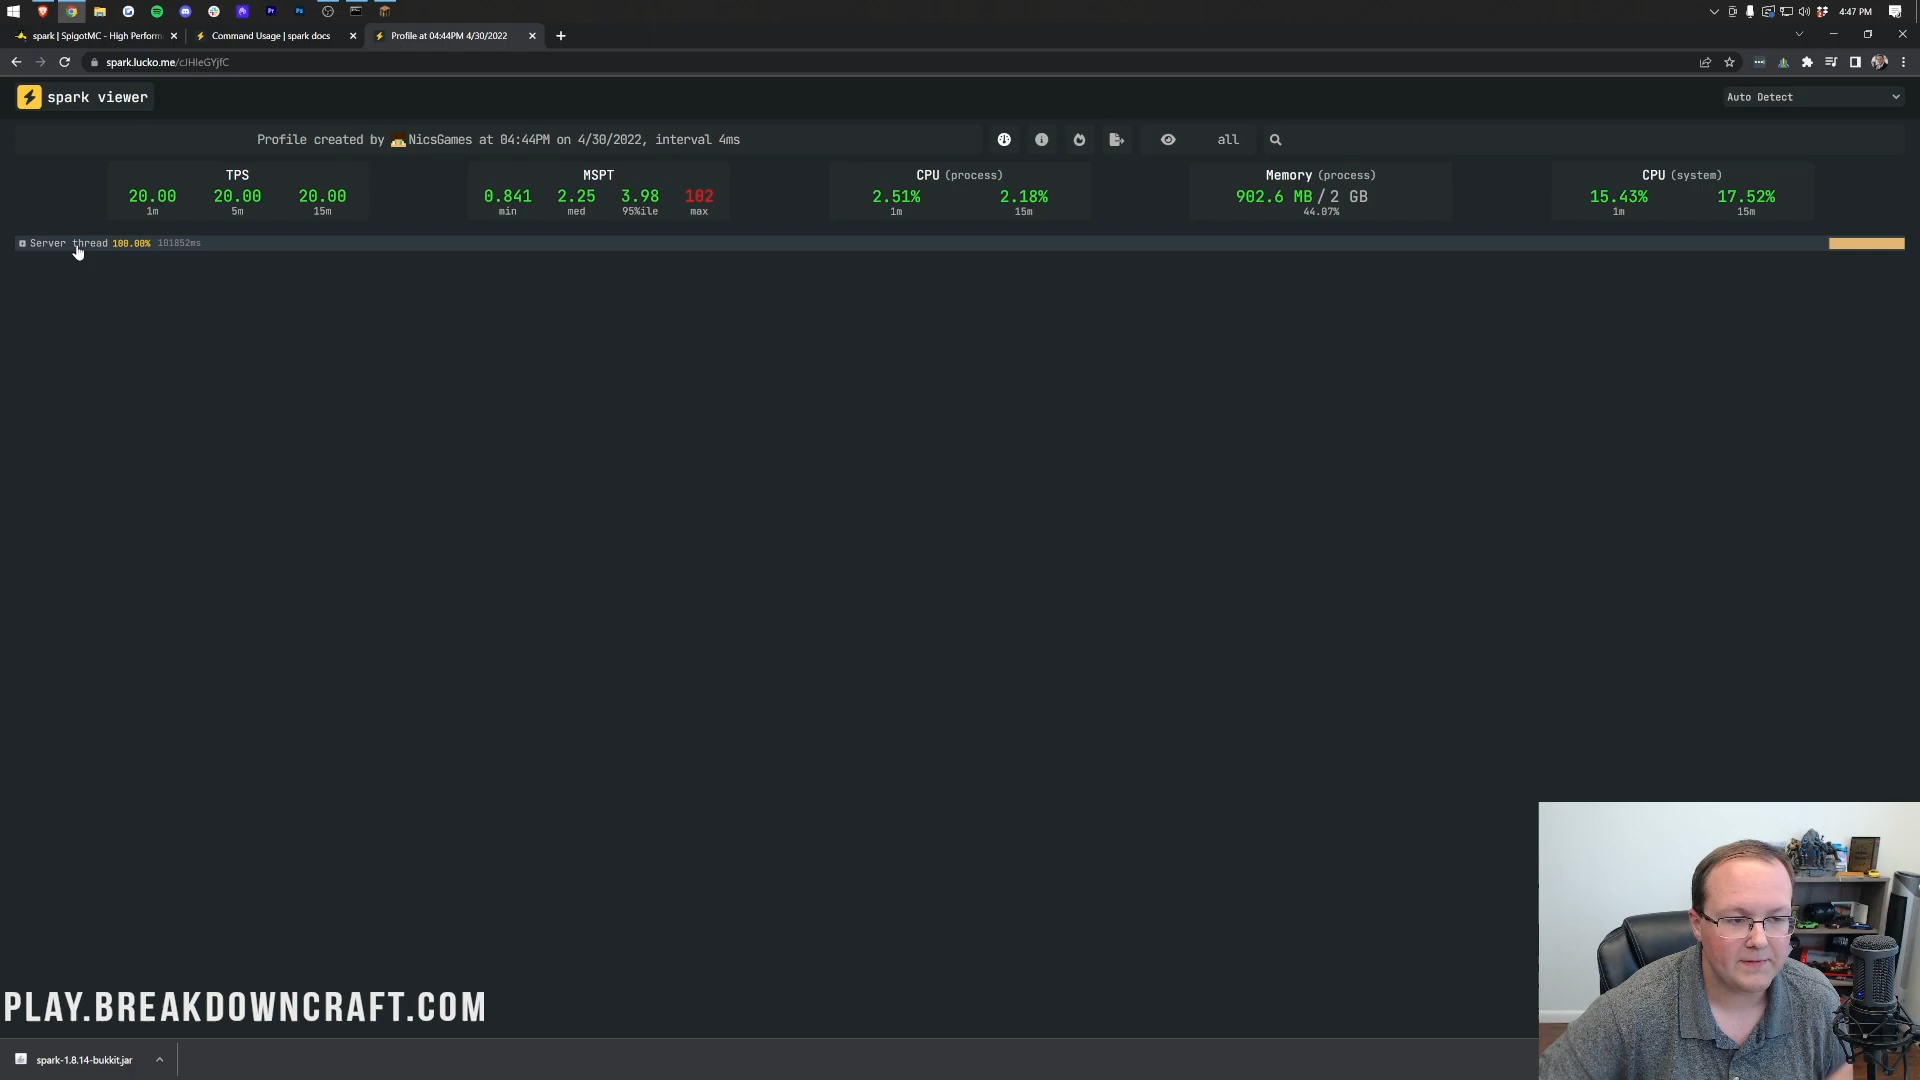 4:47 PM
spark | SpigotMC - High Perform
Command Usage | spark docs
Profile at 04:44PM 4/30/2022
spark.lucko.me/cJHleGYjfC
spark viewer
Auto Detect
Profile created by NicsGames at 04:44PM on 4/30/2022, interval 4ms
all
TPS
20.00 20.00 20.00
1m 5m 15m
MSPT
0.841 2.25 3.98 102
min med 95%ile max
CPU (process)
2.51% 2.18%
1m 15m
Memory (process)
902.6 MB / 2 GB
44.07%
CPU (system)
15.43% 17.52%
1m 15m
Server thread 100.00% 101852ms
PLAY.BREAKDOWNCRAFT.COM
spark-1.8.14-bukkit.jar